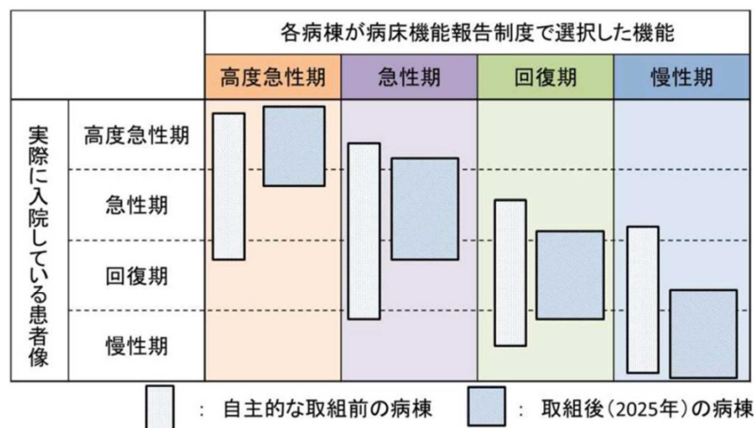 各病棟が病床機能報告制度で選択した機能
高度急性期 急性期 回復期 慢性期
実際に入院している患者像
高度急性期
急性期
回復期
慢性期
： 自主的な取組前の病棟 ： 取組後（2025年）の病棟